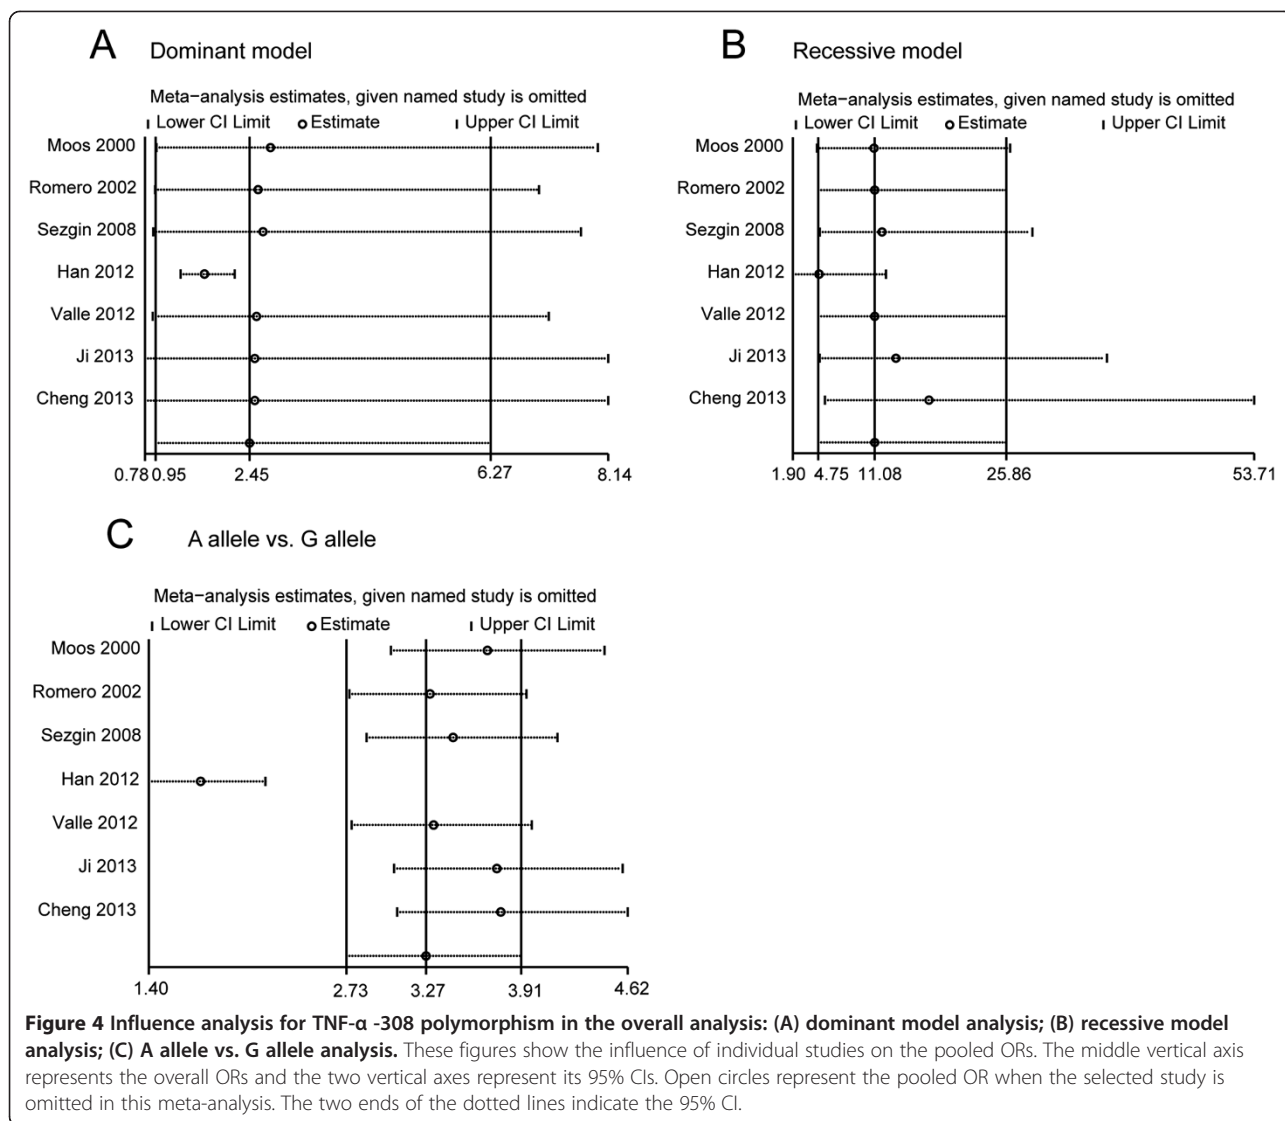 A Dominant model
Meta-analysis estimates, given named study is omitted
Lower CI Limit Estimate Upper CI Limit
Moos 2000
Romero 2002
Sezgin 2008
Han 2012
Valle 2012
Ji 2013
Cheng 2013
0.78 0.95 2.45 6.27 8.14
B Recessive model
Meta-analysis estimates, given named study is omitted
Lower CI Limit Estimate Upper CI Limit
Moos 2000
Romero 2002
Sezgin 2008
Han 2012
Valle 2012
Ji 2013
Cheng 2013
1.90 4.75 11.08 25.86 53.71
C A allele vs. G allele
Meta-analysis estimates, given named study is omitted
Lower CI Limit Estimate Upper CI Limit
Moos 2000
Romero 2002
Sezgin 2008
Han 2012
Valle 2012
Ji 2013
Cheng 2013
1.40 2.73 3.27 3.91 4.62
Figure 4 Influence analysis for TNF-α -308 polymorphism in the overall analysis: (A) dominant model analysis; (B) recessive model
analysis; (C) A allele vs. G allele analysis. These figures show the influence of individual studies on the pooled ORs. The middle vertical axis
represents the overall ORs and the two vertical axes represent its 95% CIs. Open circles represent the pooled OR when the selected study is
omitted in this meta-analysis. The two ends of the dotted lines indicate the 95% CI.